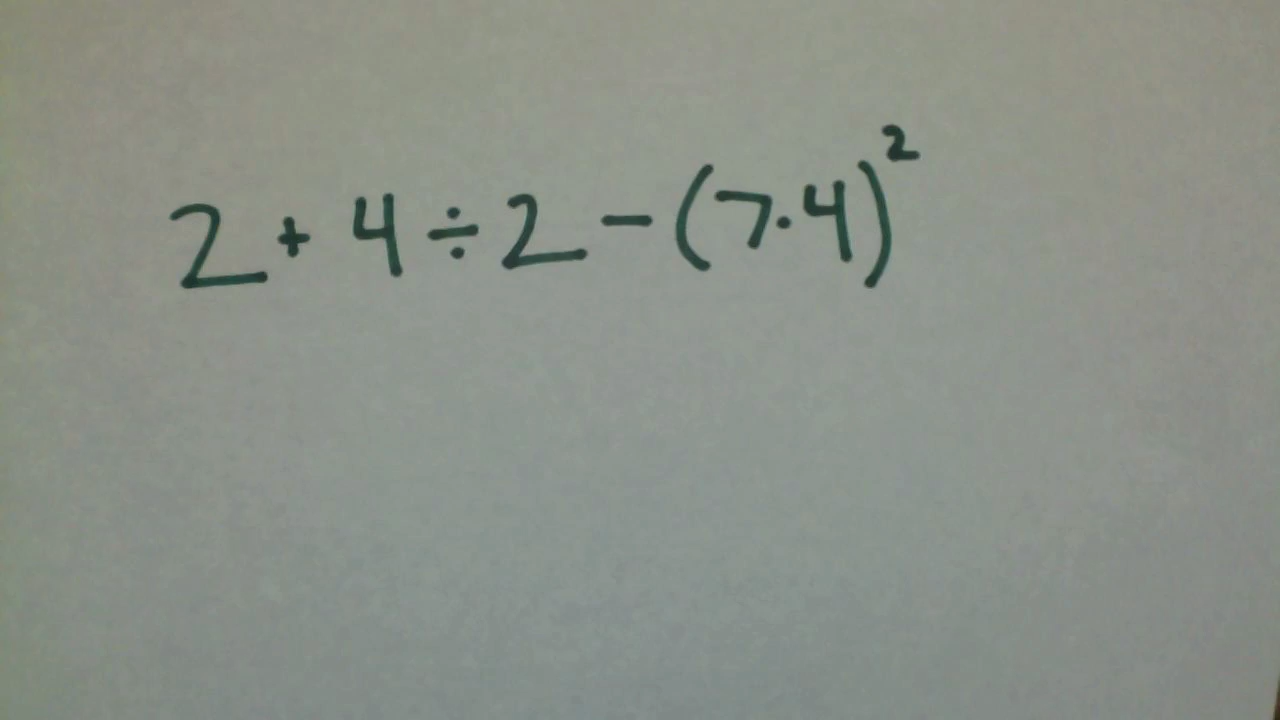 2 + 4 ÷ 2 − (7·4)²